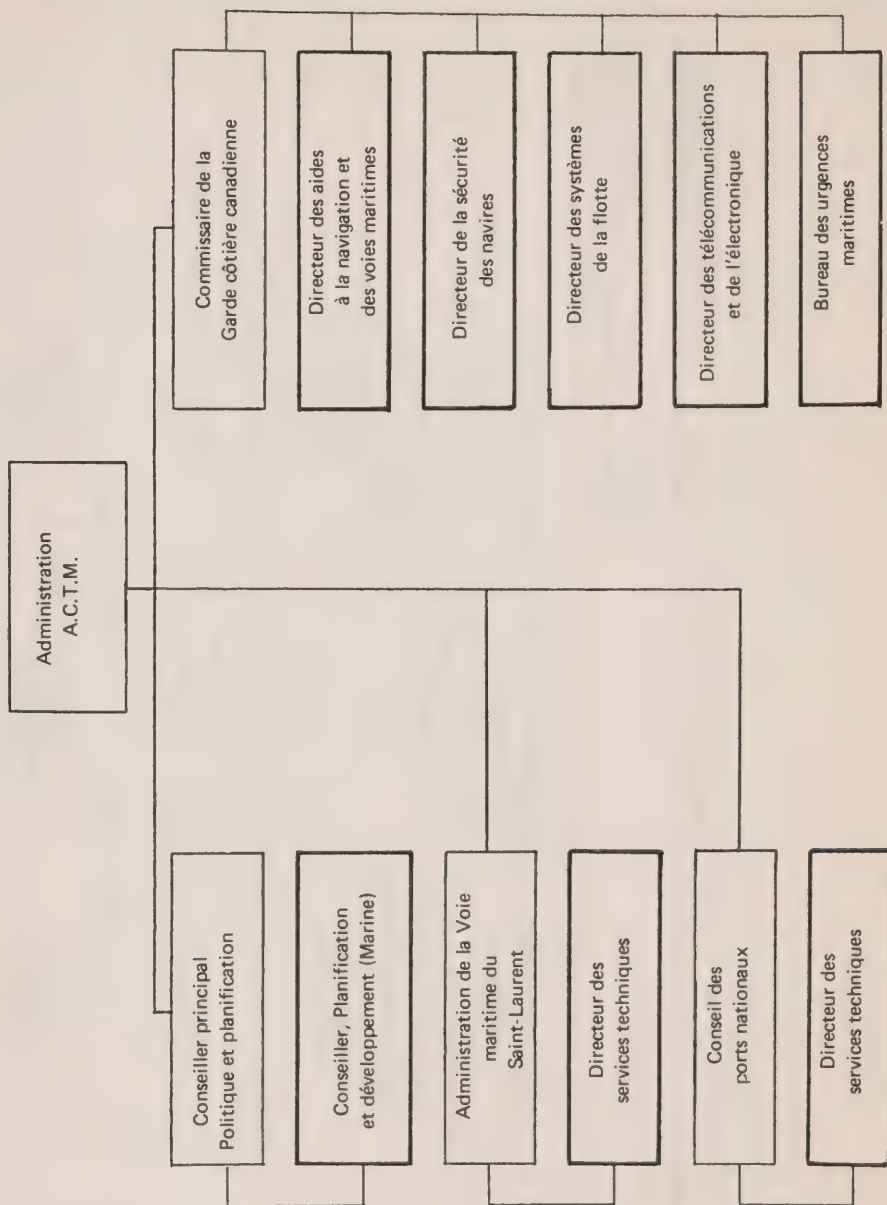 Administration
A.C.T.M.
Conseiller principal
Politique et planification
Conseiller, Planification
et développement (Marine)
Administration de la Voie
maritime du
Saint-Laurent
Directeur des
services techniques
Conseil des
ports nationaux
Directeur des
services techniques
Commissaire de la
Garde côtière canadienne
Directeur des aides
à la navigation et
des voies maritimes
Directeur de la sécurité
des navires
Directeur des systèmes
de la flotte
Directeur des télécommunications
et de l'électronique
Bureau des urgences
maritimes